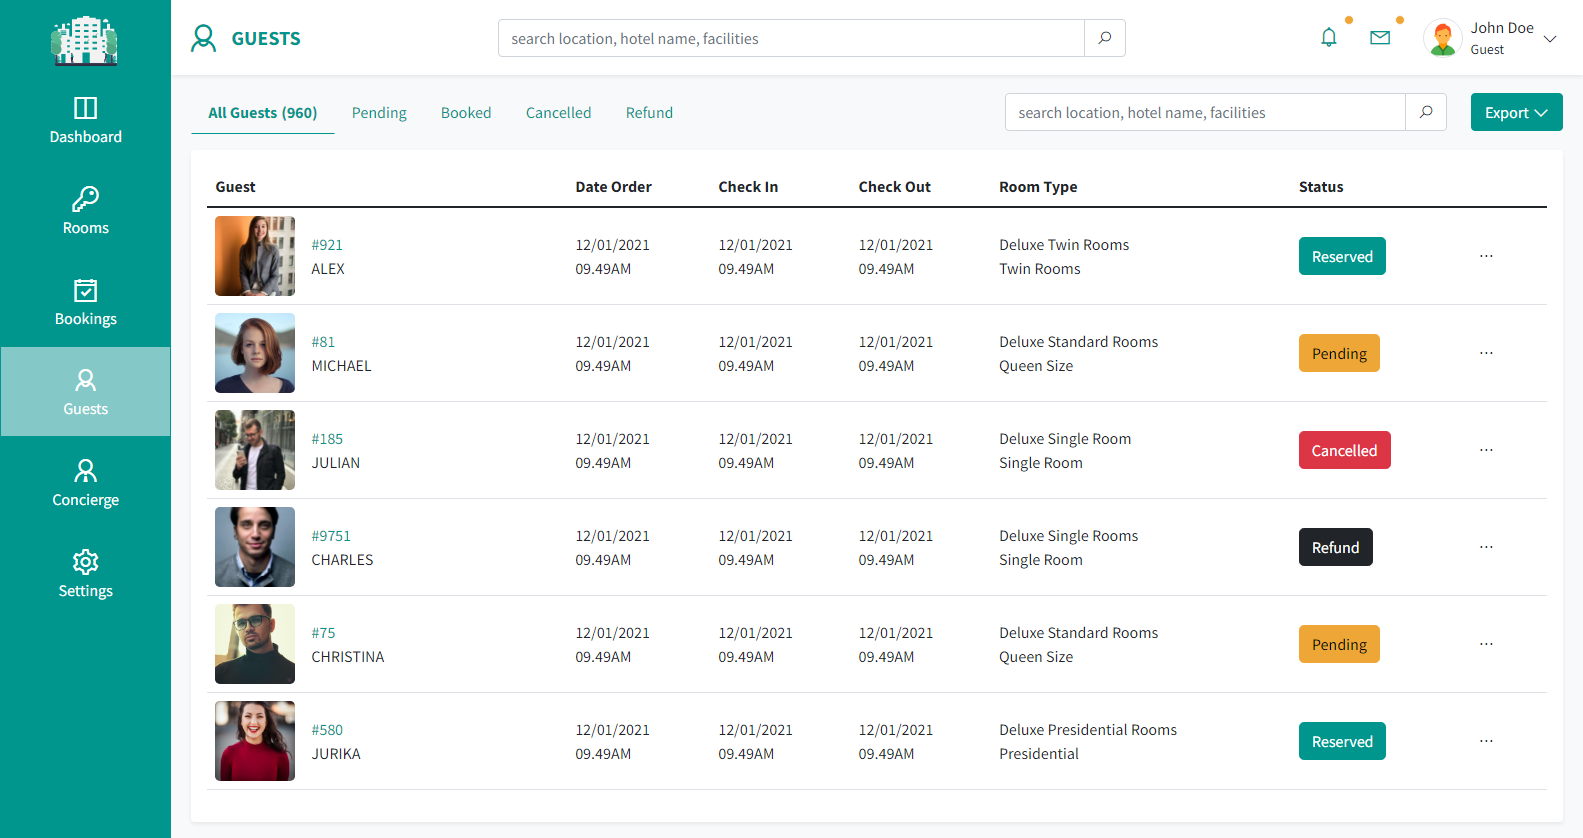 GUESTS
search location, hotel name, facilities
John Doe
Guest
Dashboard
Rooms
Bookings
Guests
Concierge
Settings
All Guests (960) Pending Booked Cancelled Refund
search location, hotel name, facilities
Export
Guest Date Order Check In Check Out Room Type Status
#921 12/01/2021 12/01/2021 12/01/2021 Deluxe Twin Rooms
ALEX 09.49AM 09.49AM 09.49AM Twin Rooms
Reserved ...
#81 12/01/2021 12/01/2021 12/01/2021 Deluxe Standard Rooms
MICHAEL 09.49AM 09.49AM 09.49AM Queen Size
Pending ...
#185 12/01/2021 12/01/2021 12/01/2021 Deluxe Single Room
JULIAN 09.49AM 09.49AM 09.49AM Single Room
Cancelled ...
#9751 12/01/2021 12/01/2021 12/01/2021 Deluxe Single Rooms
CHARLES 09.49AM 09.49AM 09.49AM Single Room
Refund ...
#75 12/01/2021 12/01/2021 12/01/2021 Deluxe Standard Rooms
CHRISTINA 09.49AM 09.49AM 09.49AM Queen Size
Pending ...
#580 12/01/2021 12/01/2021 12/01/2021 Deluxe Presidential Rooms
JURIKA 09.49AM 09.49AM 09.49AM Presidential
Reserved ...